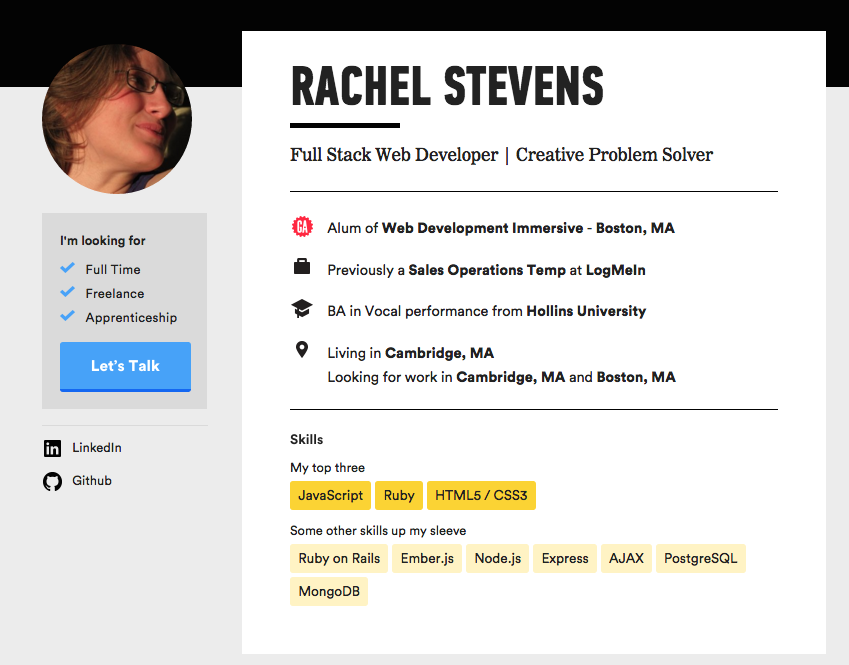 RACHEL STEVENS
Full Stack Web Developer | Creative Problem Solver
I'm looking for
Full Time
Freelance
Apprenticeship
Let's Talk
LinkedIn
Github
GA
Alum of Web Development Immersive - Boston, MA
Previously a Sales Operations Temp at LogMeIn
BA in Vocal performance from Hollins University
Living in Cambridge, MA
Looking for work in Cambridge, MA and Boston, MA
Skills
My top three
JavaScript Ruby HTML5 / CSS3
Some other skills up my sleeve
Ruby on Rails Ember.js Node.js Express AJAX PostgreSQL
MongoDB